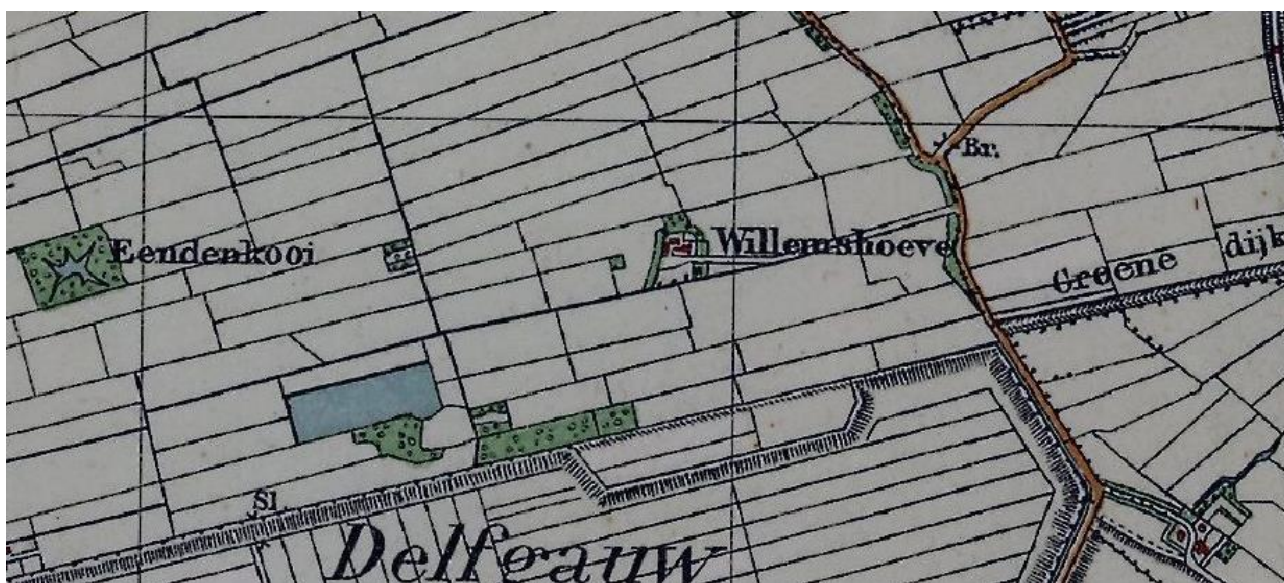 Br.
Eendenkooi
Willemshoeve
Groene dijk
Sl.
Delfgauw